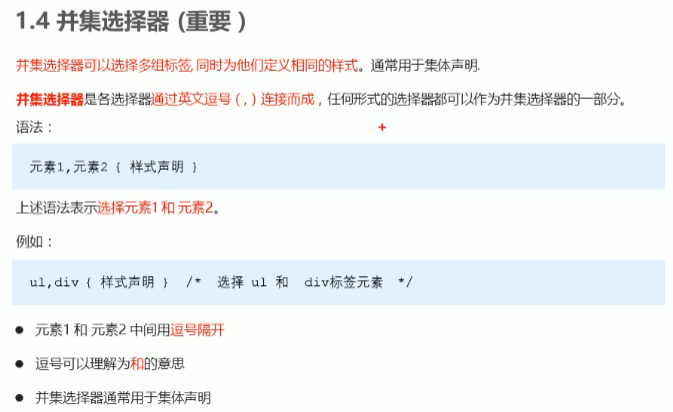 1.4 并集选择器 (重要 )
并集选择器可以选择多组标签, 同时为他们定义相同的样式。通常用于集体声明.
并集选择器是各选择器通过英文逗号（,）连接而成，任何形式的选择器都可以作为并集选择器的一部分。
语法：
元素1,元素2 { 样式声明 }
上述语法表示选择元素1 和 元素2。
例如：
ul,div { 样式声明 } /* 选择 ul 和 div标签元素 */
● 元素1 和 元素2 中间用逗号隔开
● 逗号可以理解为和的意思
● 并集选择器通常用于集体声明